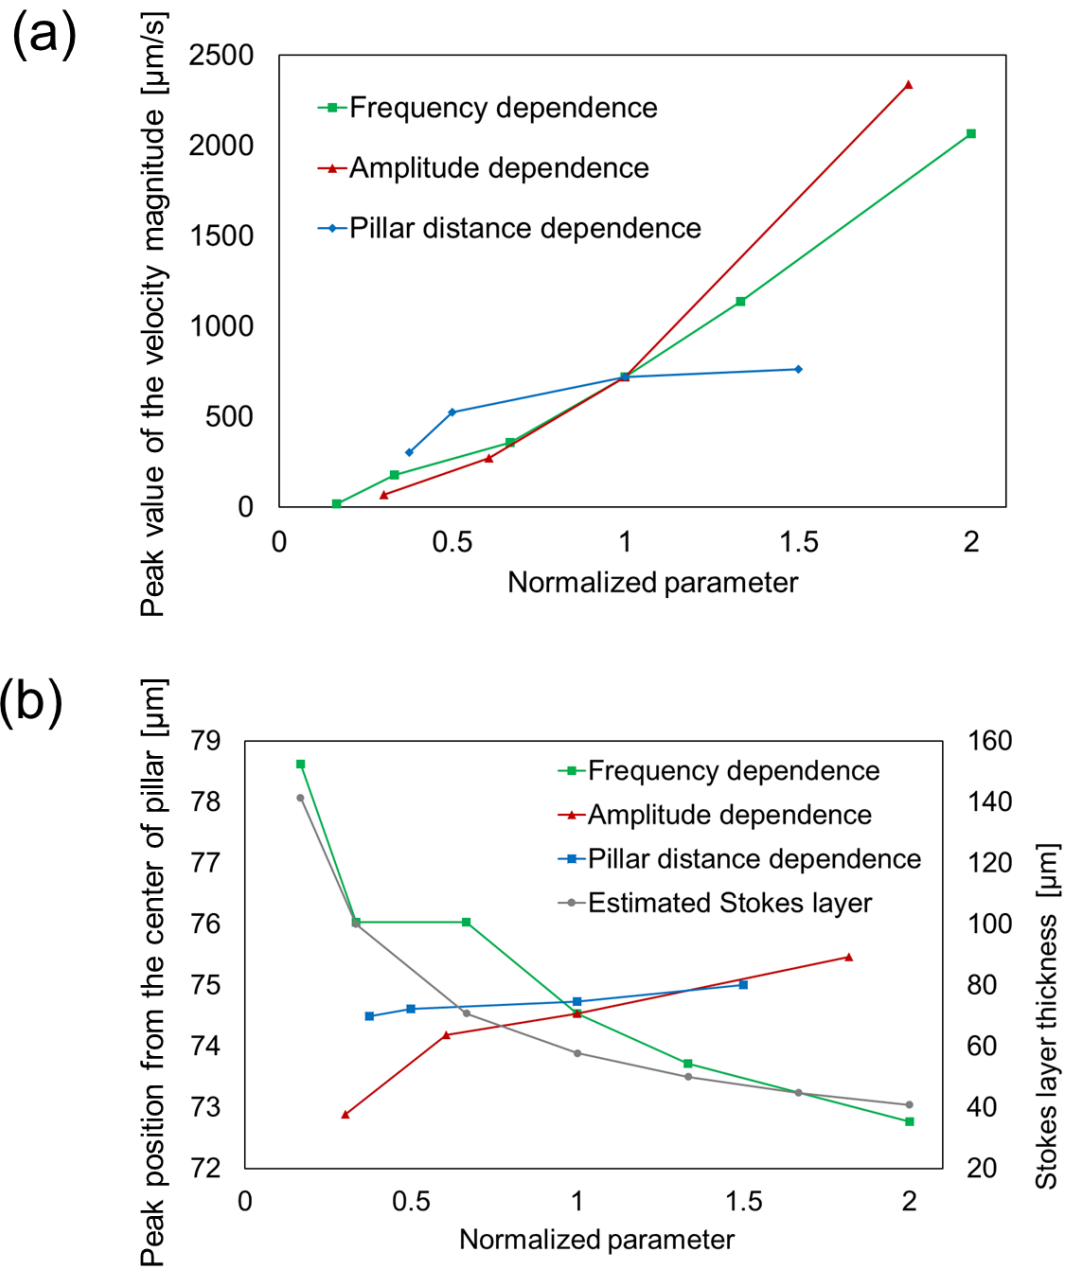 (a)
Peak value of the velocity magnitude [µm/s]
2500
2000
1500
1000
500
0
Frequency dependence
Amplitude dependence
Pillar distance dependence
0 0.5 1 1.5 2
Normalized parameter
(b)
Peak position from the center of pillar [µm]
79
78
77
76
75
74
73
72
Frequency dependence
Amplitude dependence
Pillar distance dependence
Estimated Stokes layer
160
140
120
100
80
60
40
20
Stokes layer thickness [µm]
0 0.5 1 1.5 2
Normalized parameter